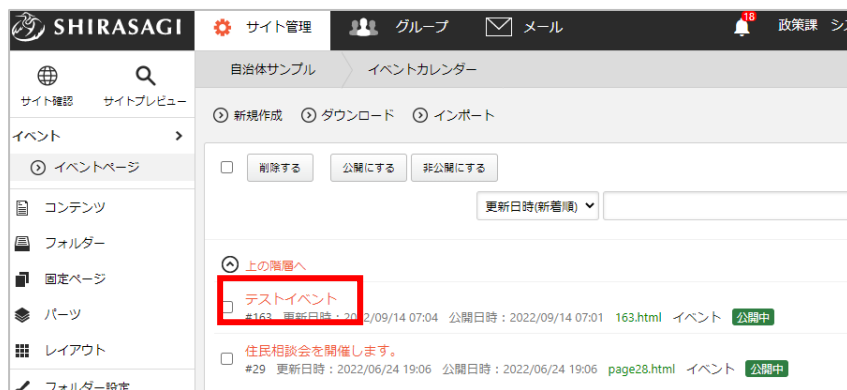 SHIRASAGI サイト管理 グループ メール 18 政策課
サイト確認 サイトプレビュー
自治体サンプル イベントカレンダー
新規作成 ダウンロード インポート
イベント
イベントページ
削除する 公開にする 非公開にする
更新日時(新着順)
コンテンツ
フォルダー
固定ページ
パーツ
レイアウト
フォルダー設定
上の階層へ
テストイベント
#163 更新日時：2022/09/14 07:04 公開日時：2022/09/14 07:01 163.html イベント 公開中
住民相談会を開催します。
#29 更新日時：2022/06/24 19:06 公開日時：2022/06/24 19:06 page28.html イベント 公開中